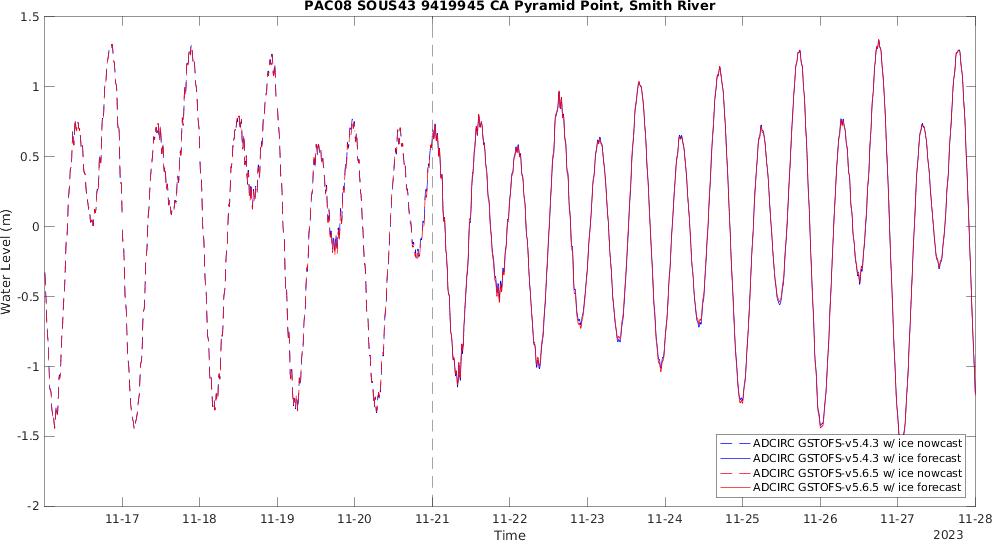 PAC08 SOUS43 9419945 CA Pyramid Point, Smith River
1.5
1
0.5
0
-0.5
-1
-1.5
-2
Water Level (m)
11-17 11-18 11-19 11-20 11-21 11-22 11-23 11-24 11-25 11-26 11-27 11-28
Time
2023
ADCIRC GSTOFS-v5.4.3 w/ ice nowcast
ADCIRC GSTOFS-v5.4.3 w/ ice forecast
ADCIRC GSTOFS-v5.6.5 w/ ice nowcast
ADCIRC GSTOFS-v5.6.5 w/ ice forecast